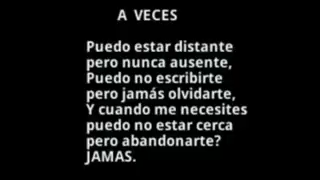 A VECES
Puedo estar distante
pero nunca ausente,
Puedo no escribirte
pero jamás olvidarte,
Y cuando me necesites
puedo no estar cerca
pero abandonarte?
JAMAS.